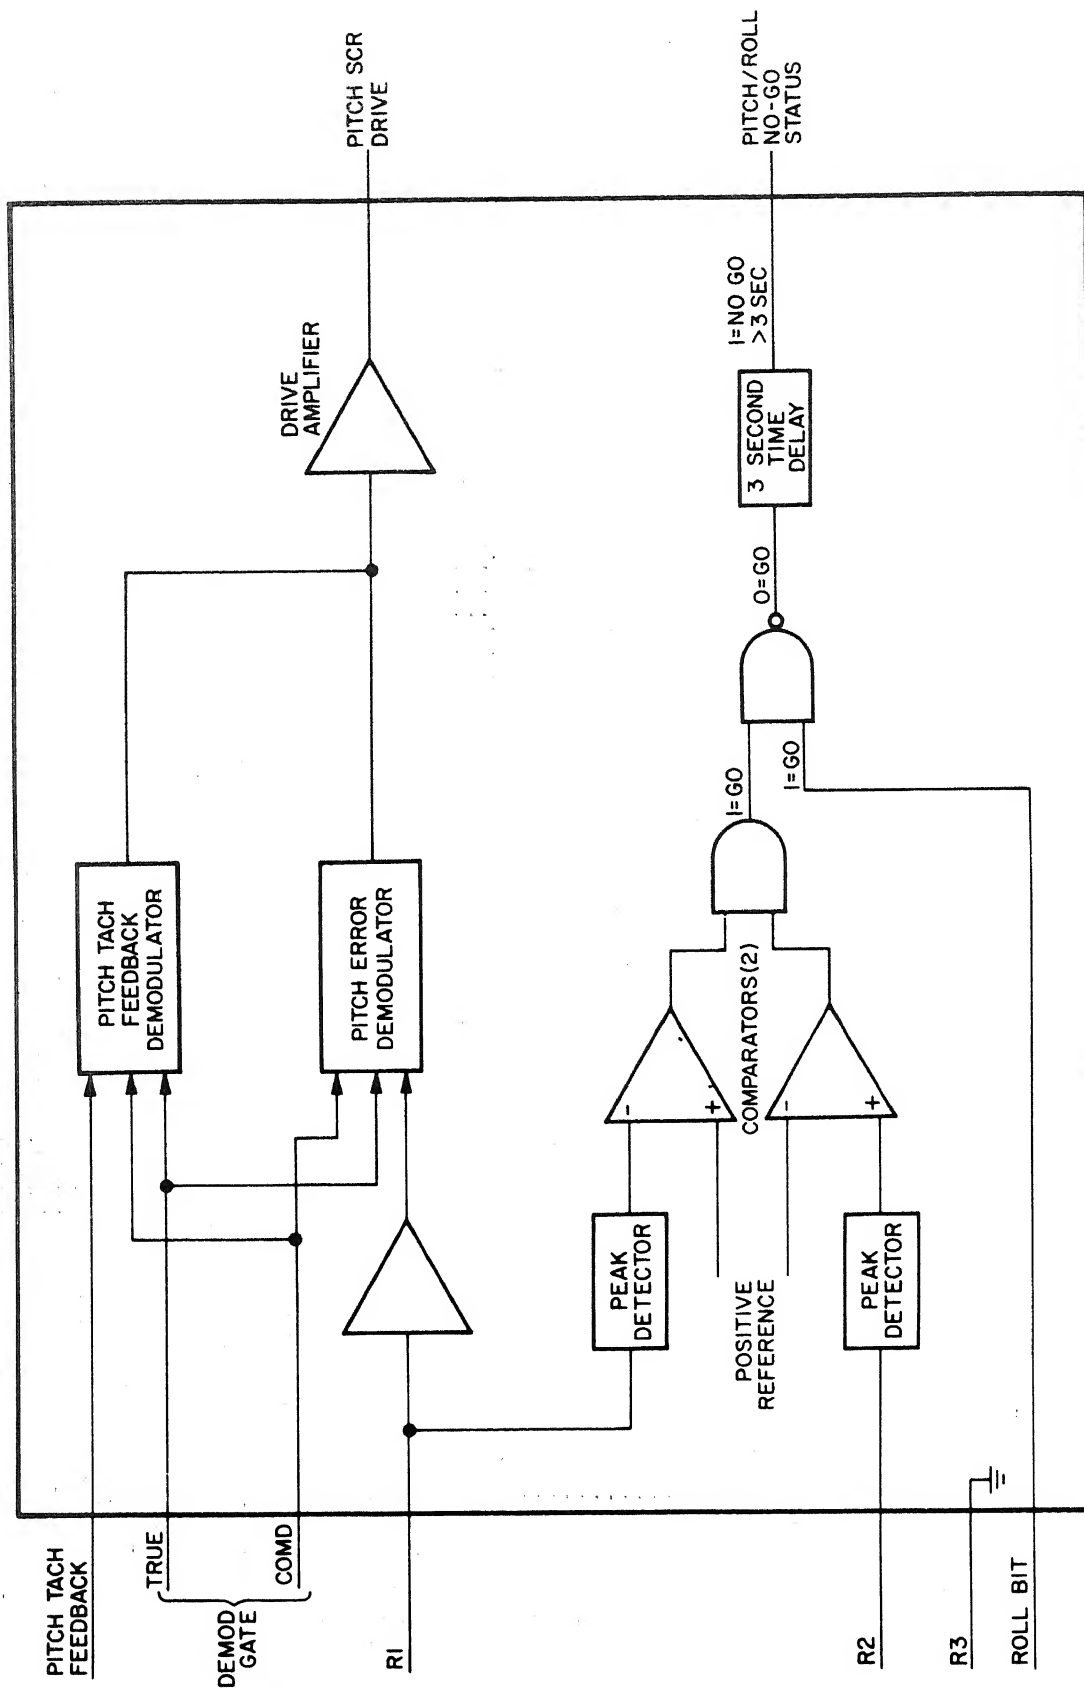 PITCH TACH
FEEDBACK
TRUE
COMD
DEMOD
GATE
R1
R2
R3
ROLL BIT
PITCH TACH
FEEDBACK
DEMODULATOR
PITCH ERROR
DEMODULATOR
DRIVE
AMPLIFIER
PITCH SCR
DRIVE
PEAK
DETECTOR
POSITIVE
REFERENCE
PEAK
DETECTOR
-
+
COMPARATORS(2)
-
+
1=GO
1=GO
0=GO
3 SECOND
TIME
DELAY
1=NO GO
>3 SEC
PITCH/ROLL
NO-GO
STATUS